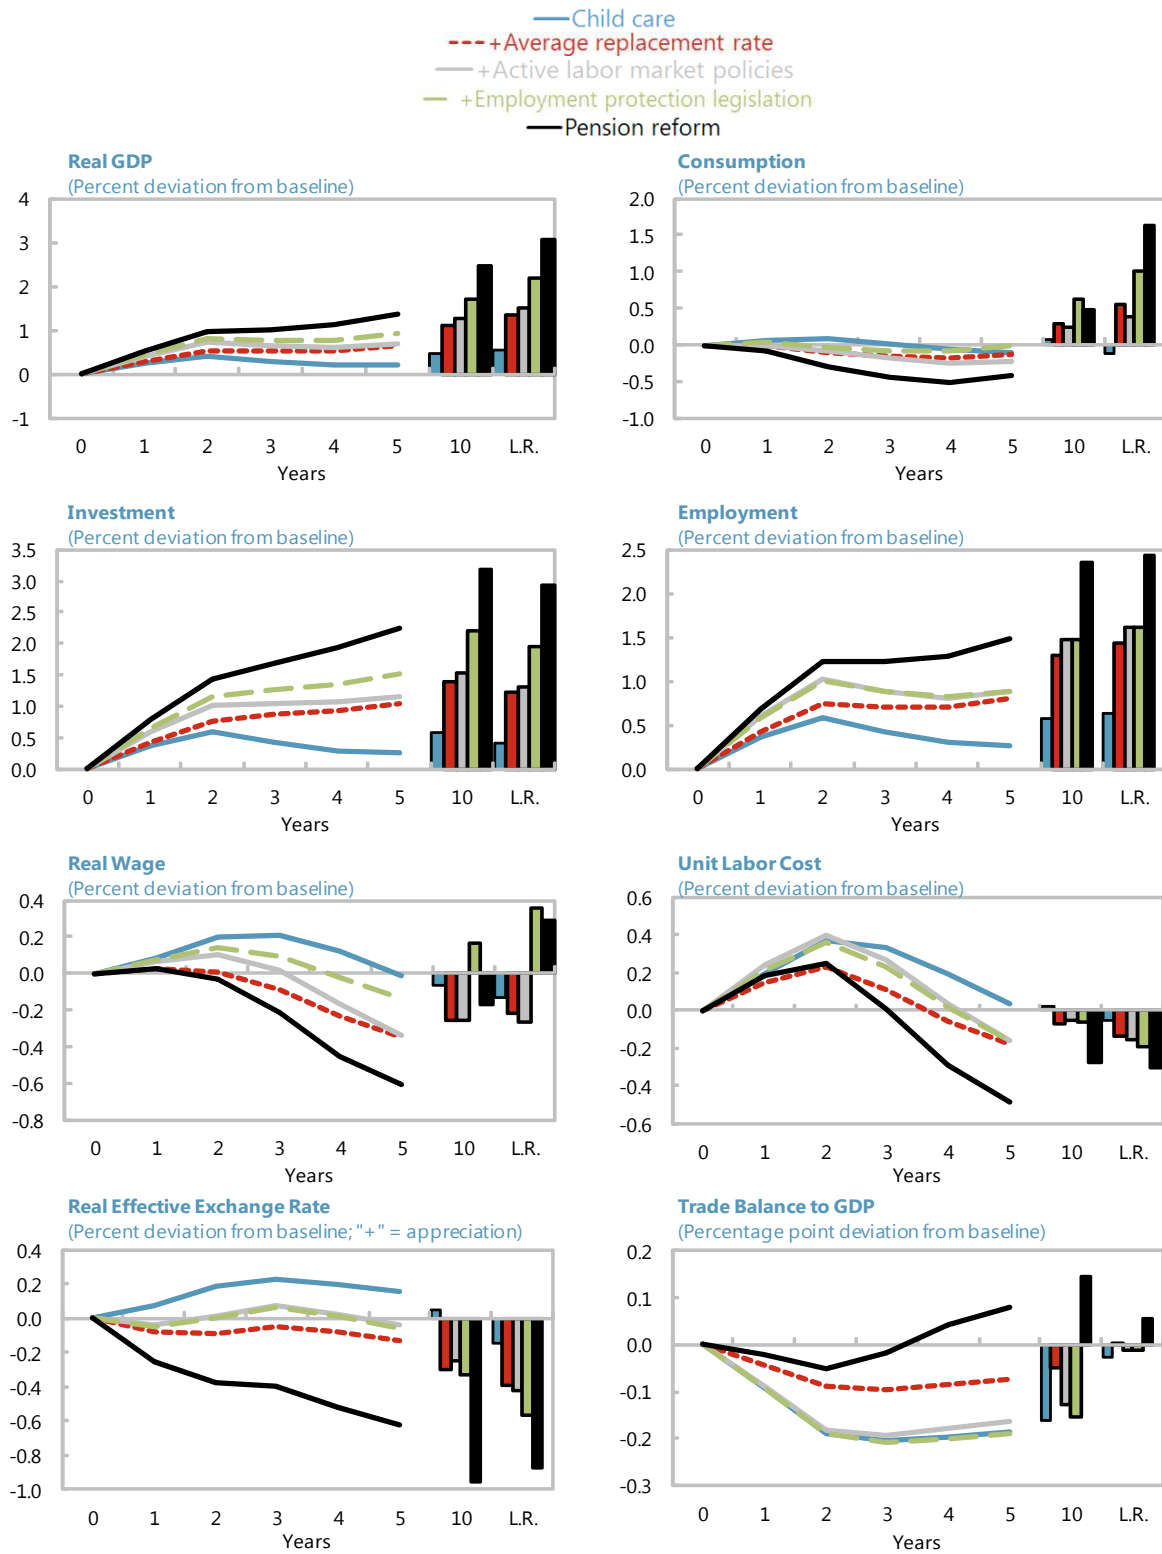 Child care
+Average replacement rate
+Active labor market policies
+Employment protection legislation
Pension reform
Real GDP
(Percent deviation from baseline)
4
3
2
1
0
-1
0 1 2 3 4 5 10 L.R.
Years
Consumption
(Percent deviation from baseline)
2.0
1.5
1.0
0.5
0.0
-0.5
-1.0
0 1 2 3 4 5 10 L.R.
Years
Investment
(Percent deviation from baseline)
3.5
3.0
2.5
2.0
1.5
1.0
0.5
0.0
0 1 2 3 4 5 10 L.R.
Years
Employment
(Percent deviation from baseline)
2.5
2.0
1.5
1.0
0.5
0.0
0 1 2 3 4 5 10 L.R.
Years
Real Wage
(Percent deviation from baseline)
0.4
0.2
0.0
-0.2
-0.4
-0.6
-0.8
0 1 2 3 4 5 10 L.R.
Years
Unit Labor Cost
(Percent deviation from baseline)
0.6
0.4
0.2
0.0
-0.2
-0.4
-0.6
0 1 2 3 4 5 10 L.R.
Years
Real Effective Exchange Rate
(Percent deviation from baseline; "+" = appreciation)
0.4
0.2
0.0
-0.2
-0.4
-0.6
-0.8
-1.0
0 1 2 3 4 5 10 L.R.
Years
Trade Balance to GDP
(Percentage point deviation from baseline)
0.2
0.1
0.0
-0.1
-0.2
-0.3
0 1 2 3 4 5 10 L.R.
Years